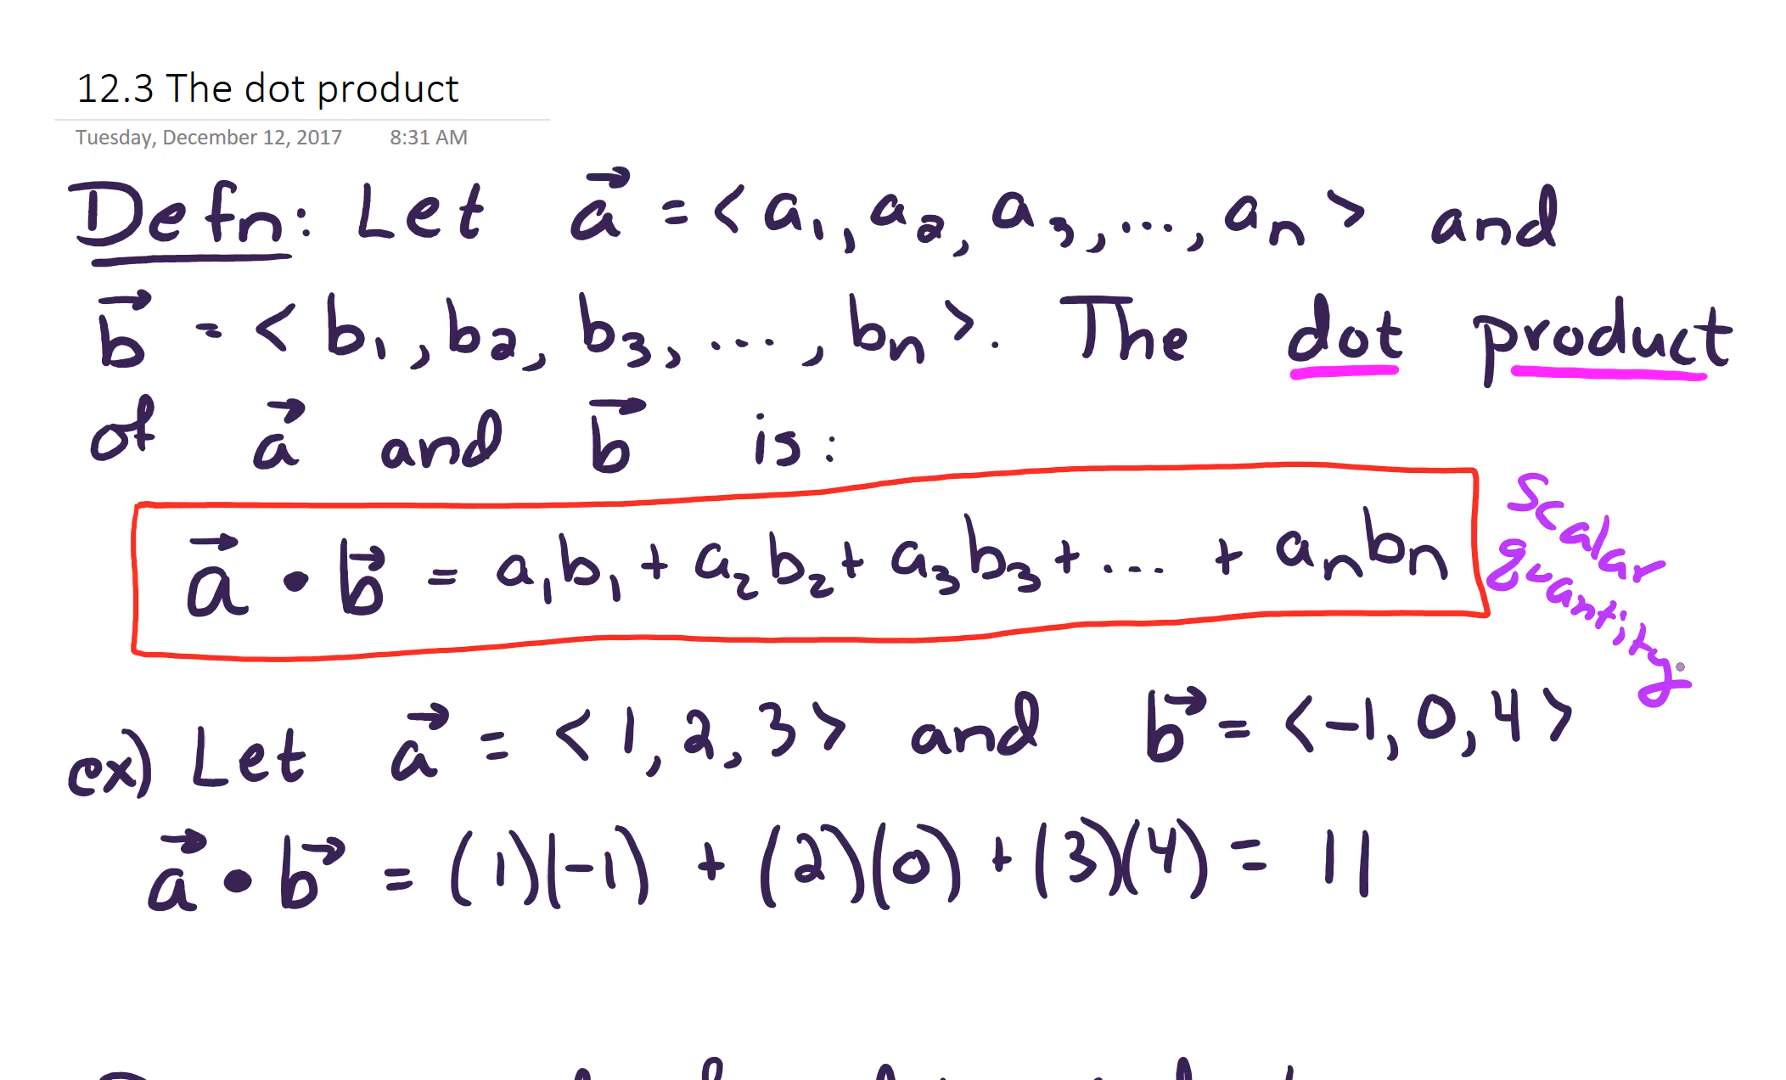 12.3 The dot product
Tuesday, December 12, 2017 8:31 AM
Defn: Let a⃗ = < a₁, a₂, a₃, ..., aₙ > and
b⃗ = < b₁, b₂, b₃, ..., bₙ >. The dot product
of a⃗ and b⃗ is:
a⃗ • b⃗ = a₁b₁ + a₂b₂ + a₃b₃ + ... + aₙbₙ
scalar
quantity
ex) Let a⃗ = < 1, 2, 3 > and b⃗ = < -1, 0, 4 >
a⃗ • b⃗ = (1)(-1) + (2)(0) + (3)(4) = 11